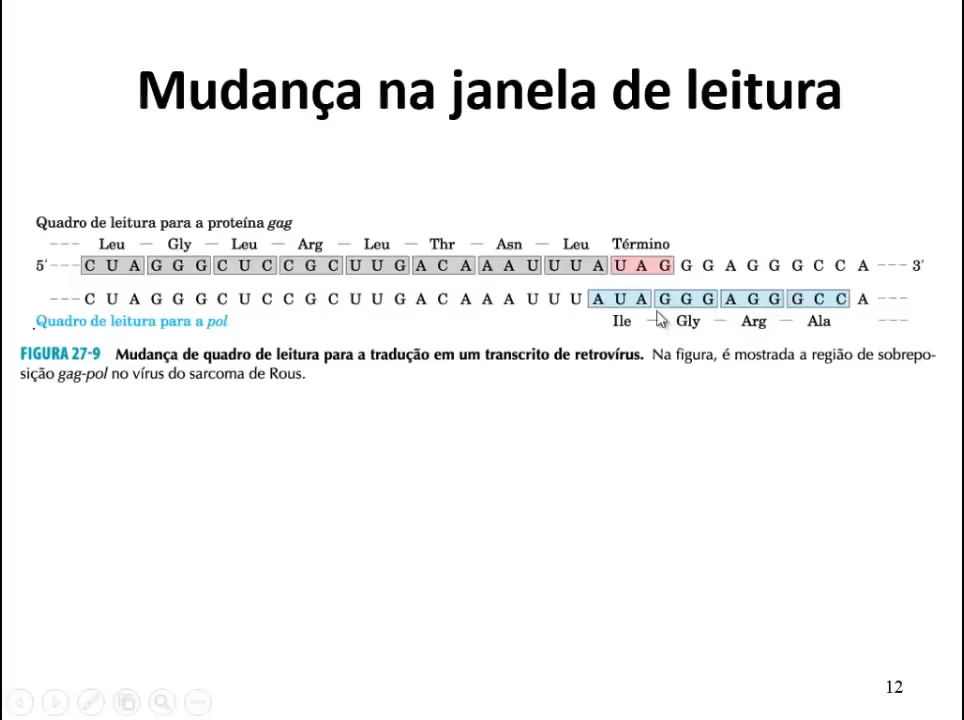 Mudança na janela de leitura
Quadro de leitura para a proteína gag
--- Leu — Gly — Leu — Arg — Leu — Thr — Asn — Leu Término
5′ --- C U A G G G C U C C G C U U G A C A A A U U U A U A G G G A G G G C C A --- 3′
--- C U A G G G C U C C G C U U G A C A A A U U U A U A G G G A G G G C C A
.Quadro de leitura para a pol Ile — Gly — Arg — Ala ---
FIGURA 27-9 Mudança de quadro de leitura para a tradução em um transcrito de retrovírus. Na figura, é mostrada a região de sobrepo-
sição gag-pol no vírus do sarcoma de Rous.
12